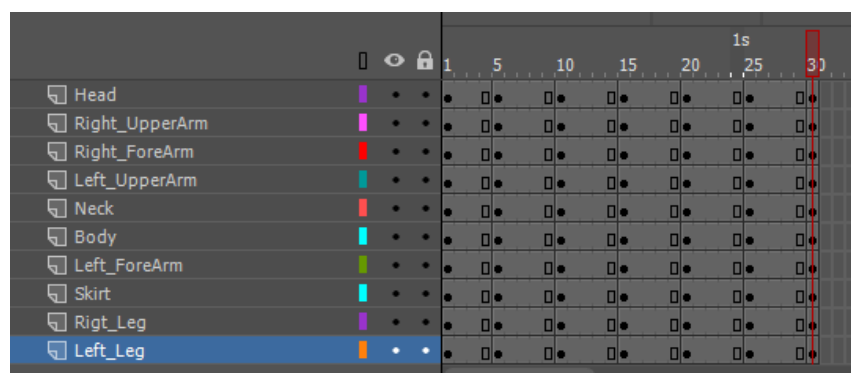 1s
1 5 10 15 20 25 30
Head
Right_UpperArm
Right_ForeArm
Left_UpperArm
Neck
Body
Left_ForeArm
Skirt
Rigt_Leg
Left_Leg